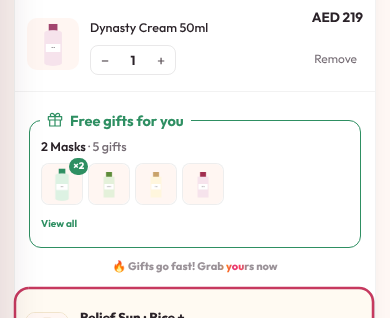 AED 219
Dynasty Cream 50ml
− 1 +
Remove
Free gifts for you
2 Masks · 5 gifts
×2
View all
🔥 Gifts go fast! Grab yours now
Relief Sun : Rice +